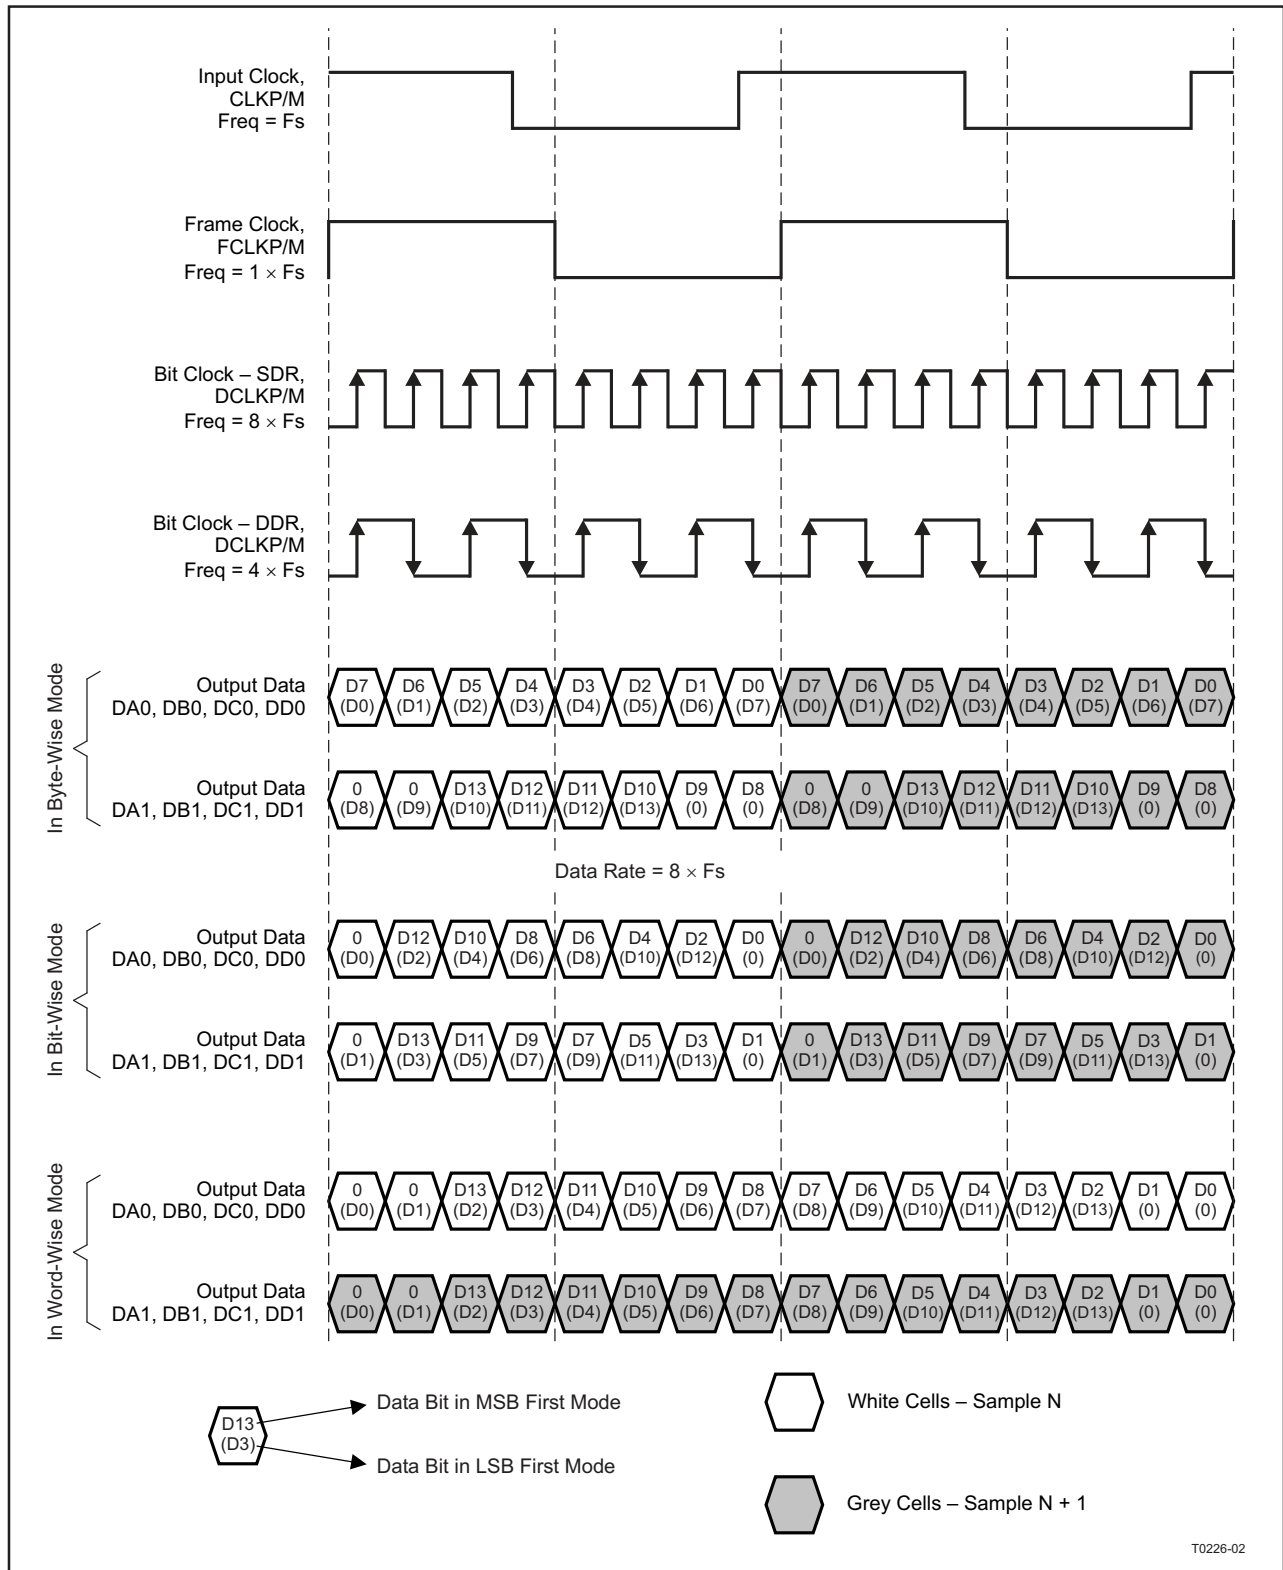 Input Clock,
CLKP/M
Freq = Fs
Frame Clock,
FCLKP/M
Freq = 1 × Fs
Bit Clock – SDR,
DCLKP/M
Freq = 8 × Fs
Bit Clock – DDR,
DCLKP/M
Freq = 4 × Fs
In Byte-Wise Mode
Output Data
DA0, DB0, DC0, DD0
D7 D6 D5 D4 D3 D2 D1 D0 D7 D6 D5 D4 D3 D2 D1 D0
(D0) (D1) (D2) (D3) (D4) (D5) (D6) (D7) (D0) (D1) (D2) (D3) (D4) (D5) (D6) (D7)
Output Data
DA1, DB1, DC1, DD1
0 0 D13 D12 D11 D10 D9 D8 0 0 D13 D12 D11 D10 D9 D8
(D8) (D9) (D10) (D11) (D12) (D13) (0) (0) (D8) (D9) (D10) (D11) (D12) (D13) (0) (0)
Data Rate = 8 × Fs
In Bit-Wise Mode
Output Data
DA0, DB0, DC0, DD0
0 D12 D10 D8 D6 D4 D2 D0 0 D12 D10 D8 D6 D4 D2 D0
(D0) (D2) (D4) (D6) (D8) (D10) (D12) (0) (D0) (D2) (D4) (D6) (D8) (D10) (D12) (0)
Output Data
DA1, DB1, DC1, DD1
0 D13 D11 D9 D7 D5 D3 D1 0 D13 D11 D9 D7 D5 D3 D1
(D1) (D3) (D5) (D7) (D9) (D11) (D13) (0) (D1) (D3) (D5) (D7) (D9) (D11) (D13) (0)
In Word-Wise Mode
Output Data
DA0, DB0, DC0, DD0
0 0 D13 D12 D11 D10 D9 D8 D7 D6 D5 D4 D3 D2 D1 D0
(D0) (D1) (D2) (D3) (D4) (D5) (D6) (D7) (D8) (D9) (D10) (D11) (D12) (D13) (0) (0)
Output Data
DA1, DB1, DC1, DD1
0 0 D13 D12 D11 D10 D9 D8 D7 D6 D5 D4 D3 D2 D1 D0
(D0) (D1) (D2) (D3) (D4) (D5) (D6) (D7) (D8) (D9) (D10) (D11) (D12) (D13) (0) (0)
D13
(D3)
Data Bit in MSB First Mode
Data Bit in LSB First Mode
White Cells – Sample N
Grey Cells – Sample N + 1
T0226-02